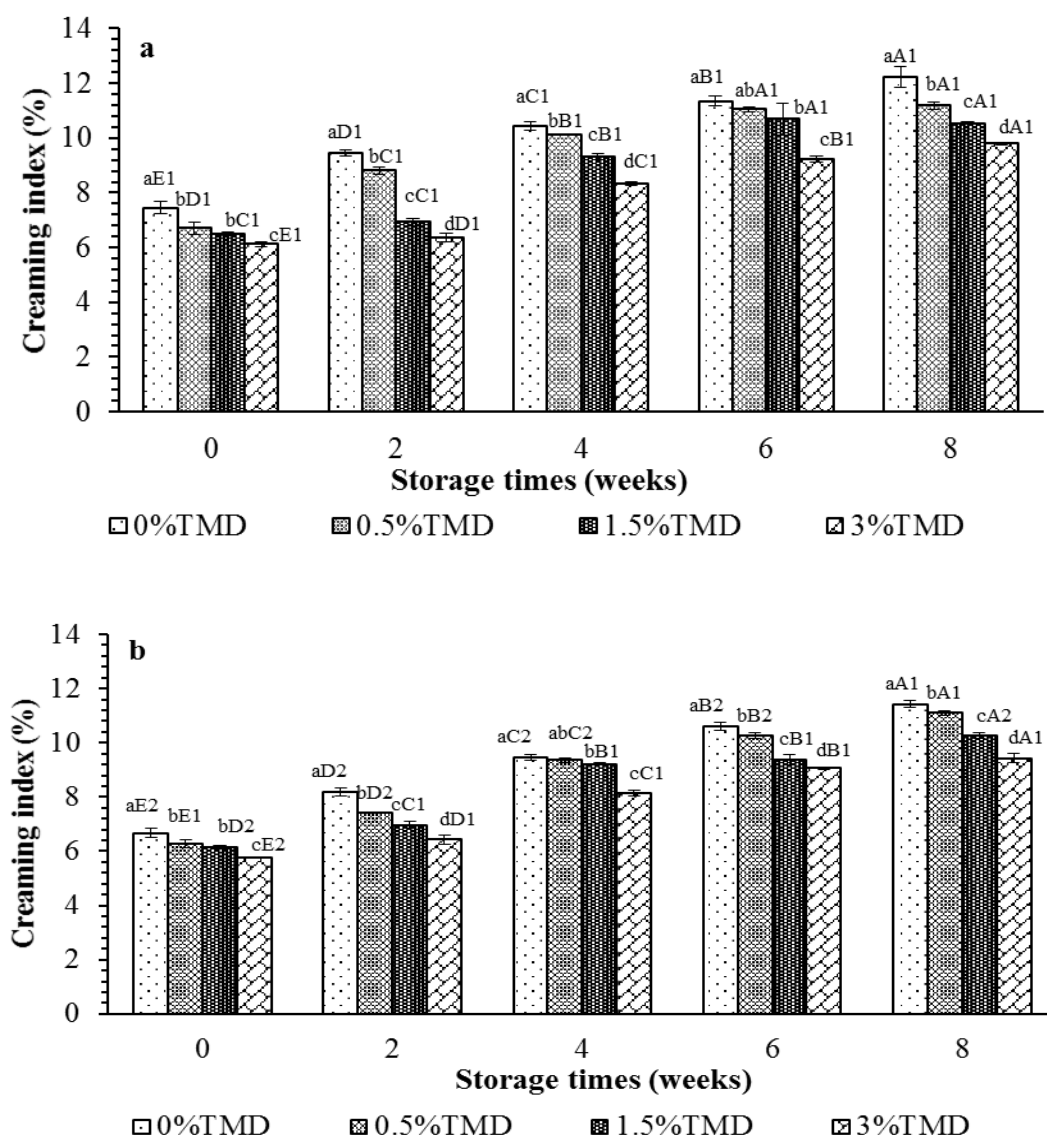 14
a
12
10
8
6
4
2
0
Creaming index (%)
aE1 bD1 bC1 cE1
aD1 bC1 cC1 dD1
aC1 bB1 cB1 dC1
aB1 abA1 bA1 cB1
aA1 bA1 cA1 dA1
0 2 4 6 8
Storage times (weeks)
0%TMD 0.5%TMD 1.5%TMD 3%TMD
14
b
12
10
8
6
4
2
0
Creaming index (%)
aE2 bE1 bD2 cE2
aD2 bD2 cC1 dD1
aC2 abC2 bB1 cC1
aB2 bB2 cB1 dB1
aA1 bA1 cA2 dA1
0 2 4 6 8
Storage times (weeks)
0%TMD 0.5%TMD 1.5%TMD 3%TMD